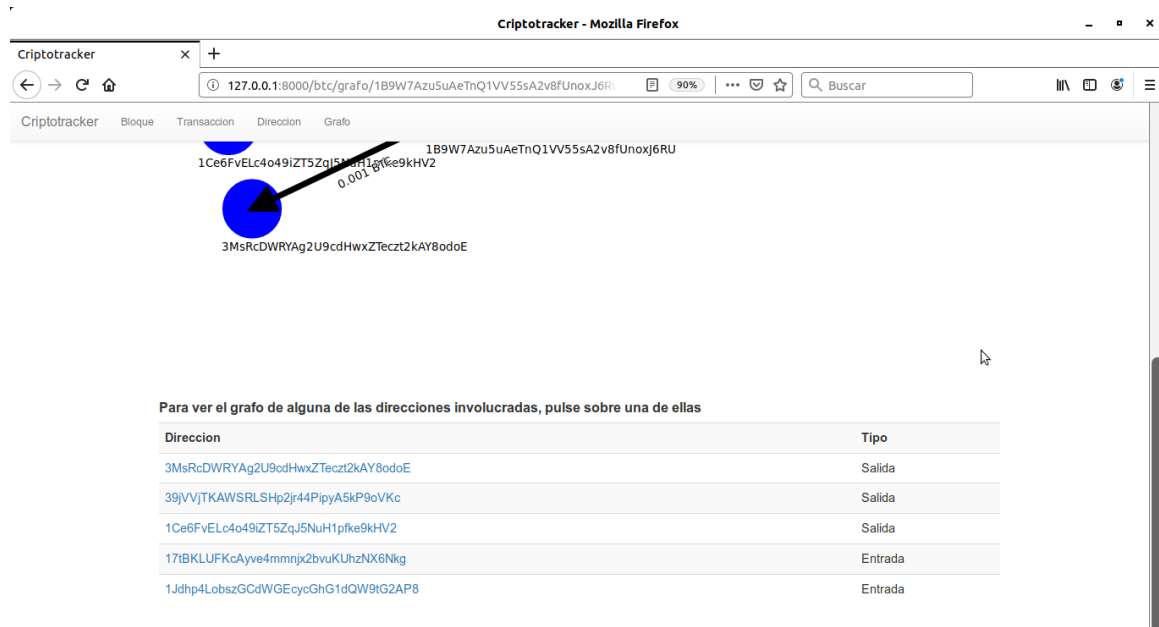 Criptotracker - Mozilla Firefox
Criptotracker
127.0.0.1:8000/btc/grafo/1B9W7Azu5uAeTnQ1VV55sA2v8fUnoxJ6R
90%
Buscar
Criptotracker Bloque Transaccion Direccion Grafo
1B9W7Azu5uAeTnQ1VV55sA2v8fUnoxJ6RU
1Ce6FvELc4o49iZT5ZqJ5NuH1pfke9kHV2
0.001 BTC
3MsRcDWRYAg2U9cdHwxZTeczt2kAY8odoE
Para ver el grafo de alguna de las direcciones involucradas, pulse sobre una de ellas
Direccion Tipo
3MsRcDWRYAg2U9cdHwxZTeczt2kAY8odoE Salida
39jVVjTKAWSRLSHp2jr44PipyA5kP9oVKc Salida
1Ce6FvELc4o49iZT5ZqJ5NuH1pfke9kHV2 Salida
17tBKLUFKcAyve4mmnjx2bvuKUhzNX6Nkg Entrada
1Jdhp4LobszGCdWGEcycGhG1dQW9tG2AP8 Entrada